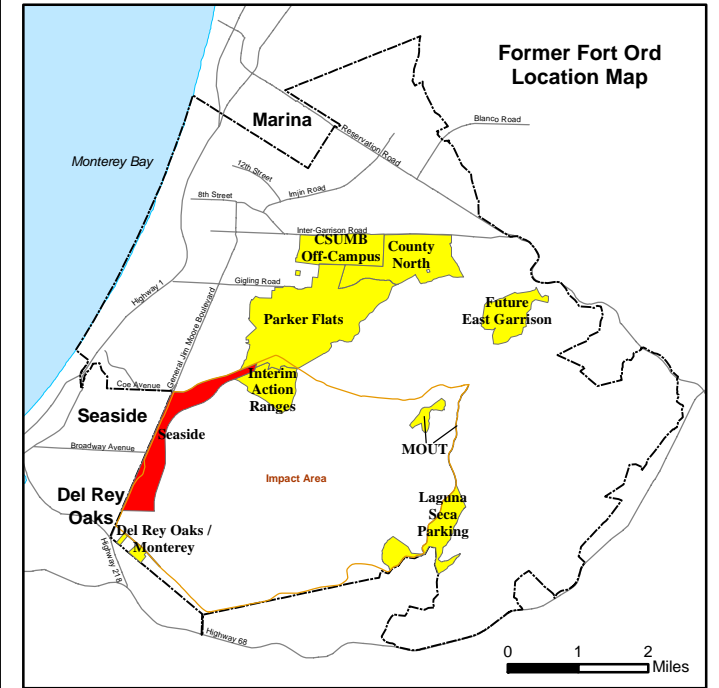 Former Fort Ord
Location Map
Marina
Blanco Road
Reservation Road
Monterey Bay
12th Street
Imjin Road
8th Street
Inter-Garrison Road
CSUMB
Off-Campus
County
North
Gigling Road
Highway 1
General Jim Moore Boulevard
Parker Flats
Future
East Garrison
Coe Avenue
Interim
Action
Ranges
Seaside
Seaside
Broadway Avenue
MOUT
Impact Area
Del Rey
Oaks
Laguna
Seca
Parking
Del Rey Oaks /
Monterey
Highway 218
Highway 68
0 1 2
Miles